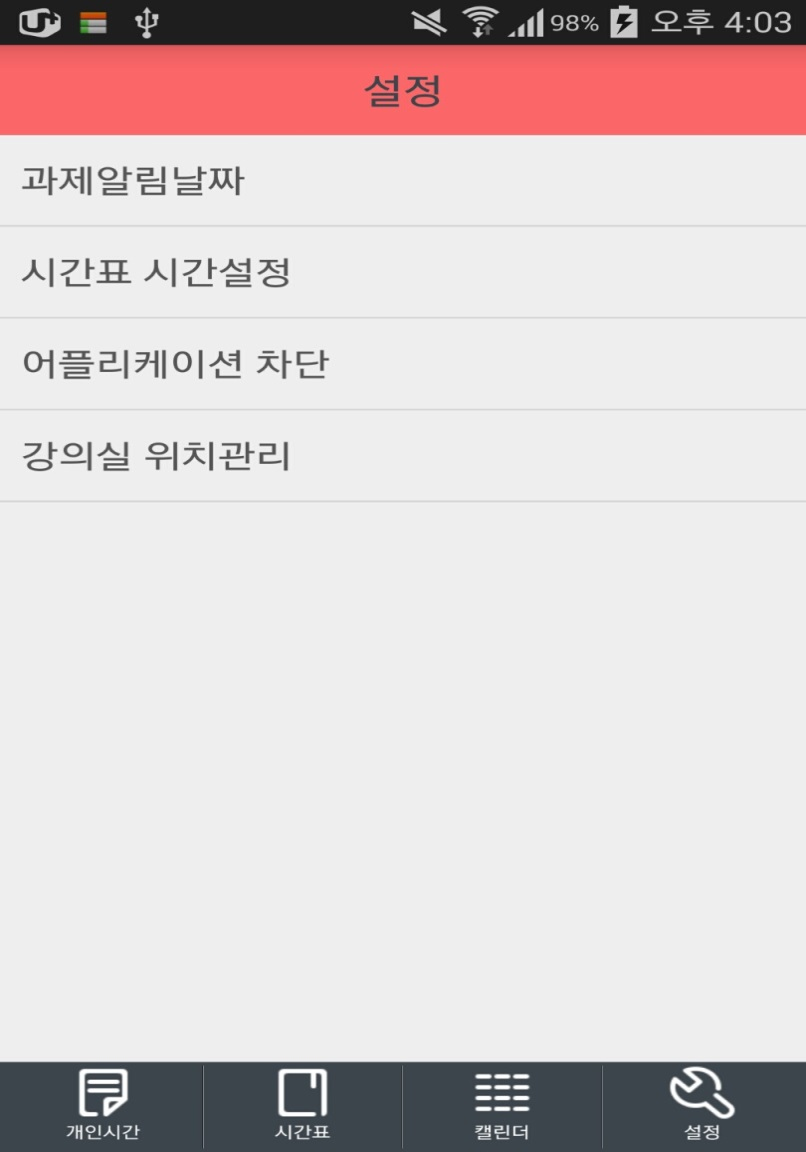 U+ 98% 오후 4:03
설정
과제알림날짜
시간표 시간설정
어플리케이션 차단
강의실 위치관리
개인시간 시간표 캘린더 설정